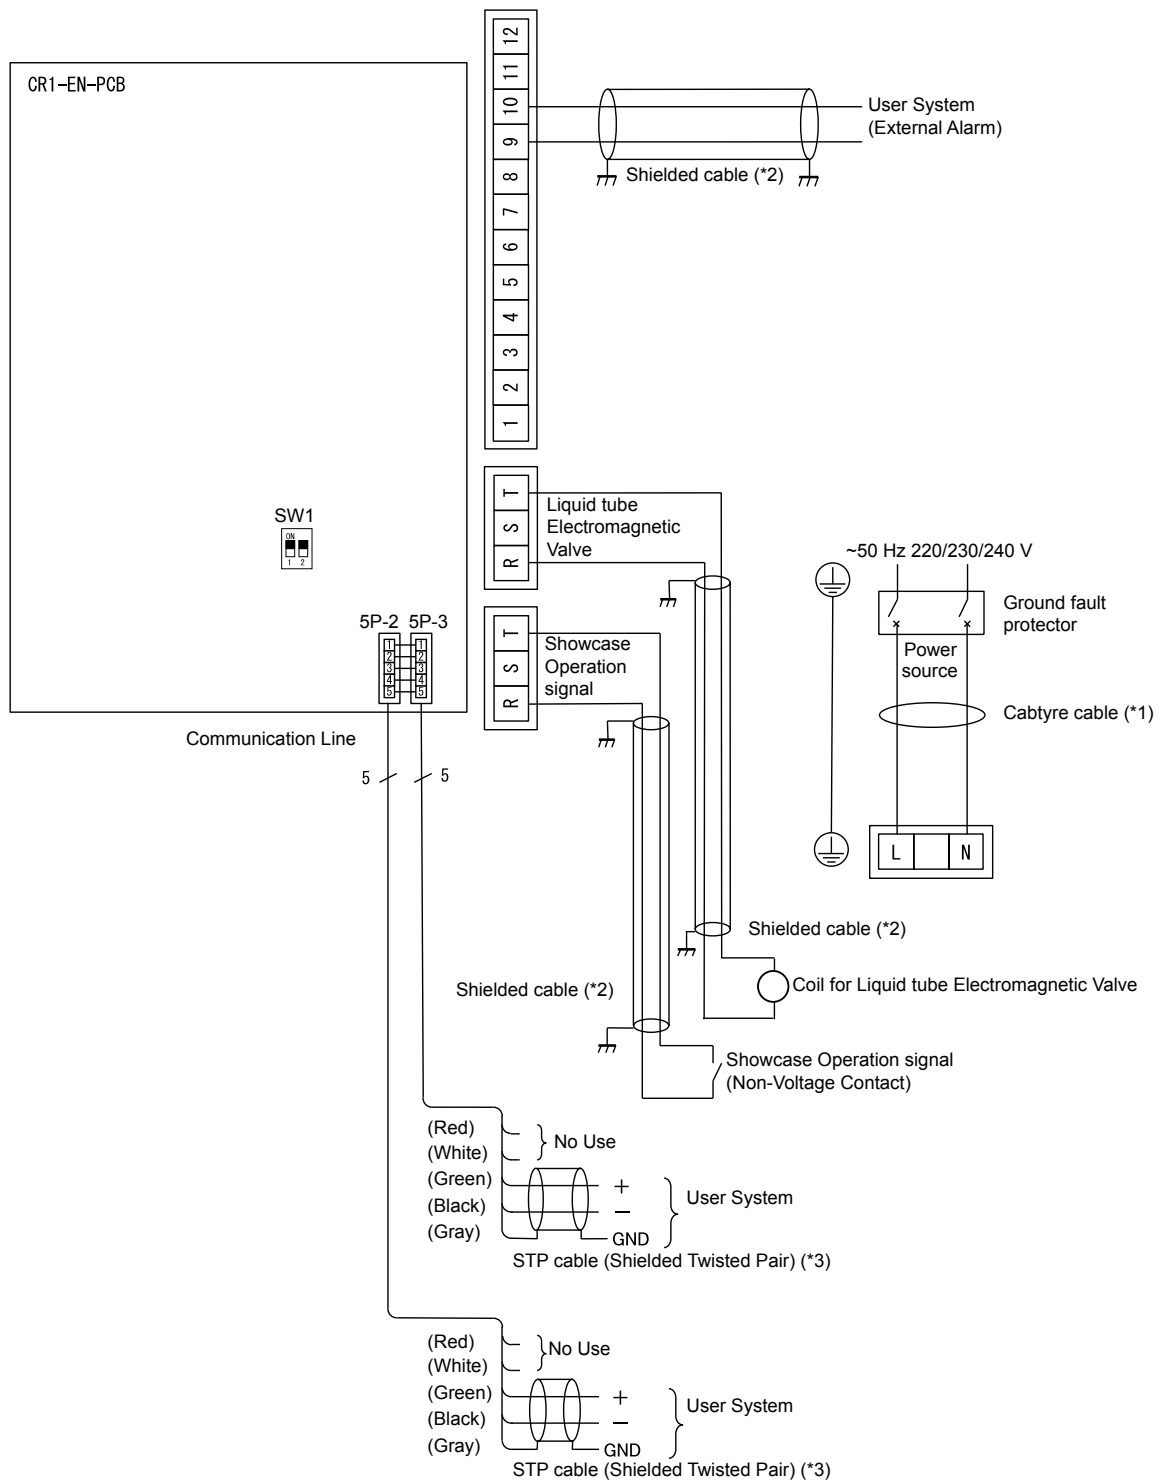 12
11
10
9
8
7
6
5
4
3
2
1
CR1-EN-PCB
User System
(External Alarm)
Shielded cable (*2)
SW1
ON
1 2
T
S
R
Liquid tube
Electromagnetic
Valve
~50 Hz 220/230/240 V
Ground fault
protector
Power
source
Cabtyre cable (*1)
L
N
5P-2 5P-3
1 1
2 2
3 3
4 4
5 5
T
S
R
Showcase
Operation
signal
Communication Line
5 5
Shielded cable (*2)
Coil for Liquid tube Electromagnetic Valve
Shielded cable (*2)
Showcase Operation signal
(Non-Voltage Contact)
(Red)
(White)
No Use
(Green)
+
(Black)
−
User System
(Gray)
GND
STP cable (Shielded Twisted Pair) (*3)
(Red)
(White)
No Use
(Green)
+
(Black)
−
User System
(Gray)
GND
STP cable (Shielded Twisted Pair) (*3)